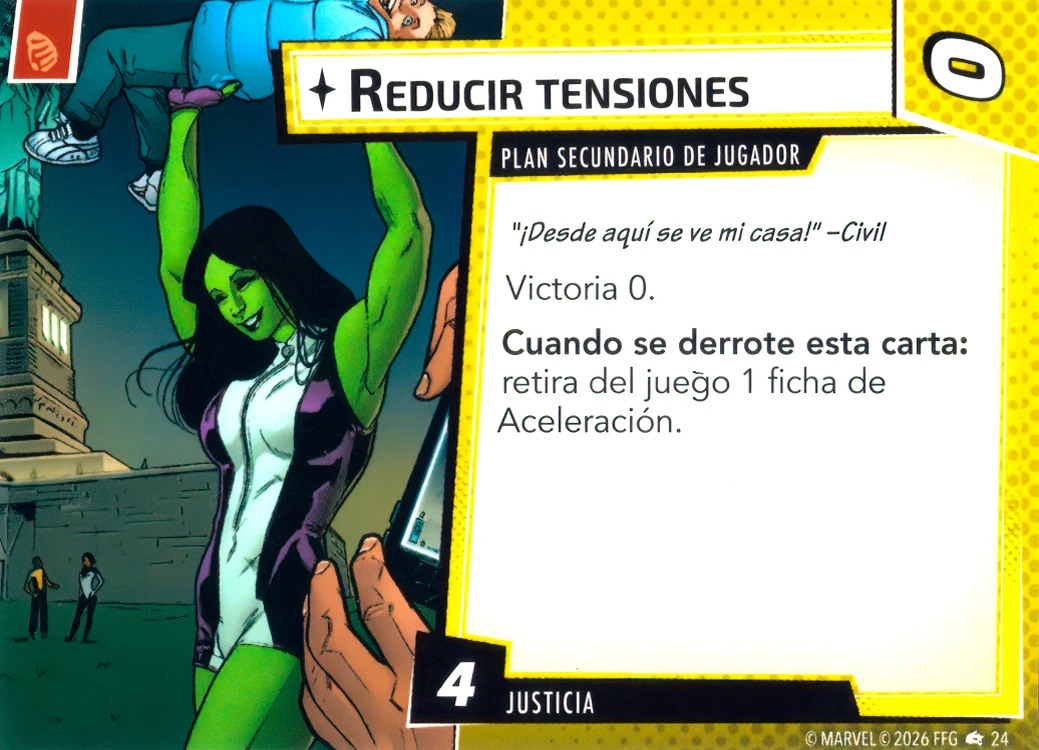 REDUCIR TENSIONES
0
PLAN SECUNDARIO DE JUGADOR
"¡Desde aquí se ve mi casa!" –Civil
Victoria 0.
Cuando se derrote esta carta:
retira del juego 1 ficha de
Aceleración.
4
JUSTICIA
© MARVEL © 2026 FFG 24